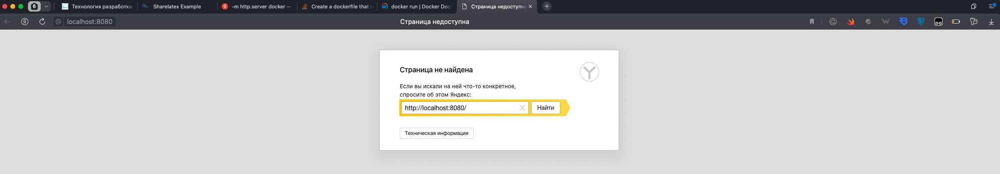 6
Технология разработки
Sharelatex Example
-m http.server docker —
Create a dockerfile that r
docker run | Docker Docs
Страница недоступна
localhost:8080
Страница недоступна
Страница не найдена
Если вы искали на ней что-то конкретное,
спросите об этом Яндекс:
http://localhost:8080/
Найти
Техническая информация